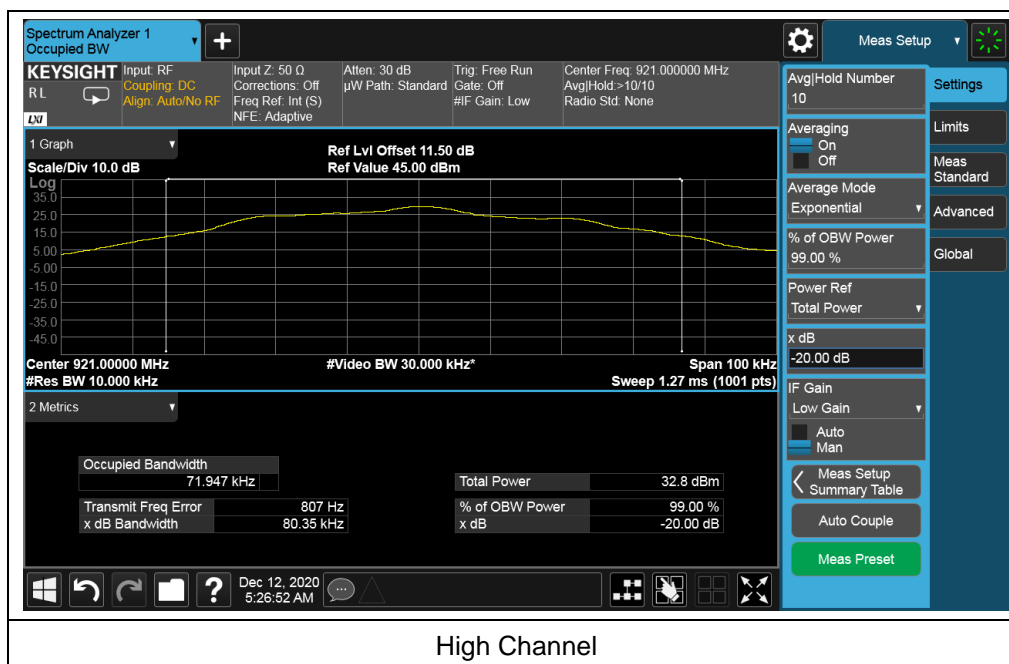 Spectrum Analyzer 1
Occupied BW
Meas Setup
KEYSIGHT
R L
LXI
Input: RF
Coupling: DC
Align: Auto/No RF
Input Z: 50 Ω
Corrections: Off
Freq Ref: Int (S)
NFE: Adaptive
Atten: 30 dB
µW Path: Standard
Trig: Free Run
Gate: Off
#IF Gain: Low
Center Freq: 921.000000 MHz
Avg|Hold:>10/10
Radio Std: None
1 Graph
Scale/Div 10.0 dB
Ref Lvl Offset 11.50 dB
Ref Value 45.00 dBm
Log
35.0
25.0
15.0
5.00
-5.00
-15.0
-25.0
-35.0
-45.0
Center 921.00000 MHz
#Res BW 10.000 kHz
#Video BW 30.000 kHz*
Span 100 kHz
Sweep 1.27 ms (1001 pts)
2 Metrics
Occupied Bandwidth
71.947 kHz
Transmit Freq Error 807 Hz
x dB Bandwidth 80.35 kHz
Total Power 32.8 dBm
% of OBW Power 99.00 %
x dB -20.00 dB
Dec 12, 2020
5:26:52 AM
Avg|Hold Number
10
Averaging
On
Off
Average Mode
Exponential
% of OBW Power
99.00 %
Power Ref
Total Power
x dB
-20.00 dB
IF Gain
Low Gain
Auto
Man
Meas Setup
Summary Table
Auto Couple
Meas Preset
Settings
Limits
Meas
Standard
Advanced
Global
High Channel